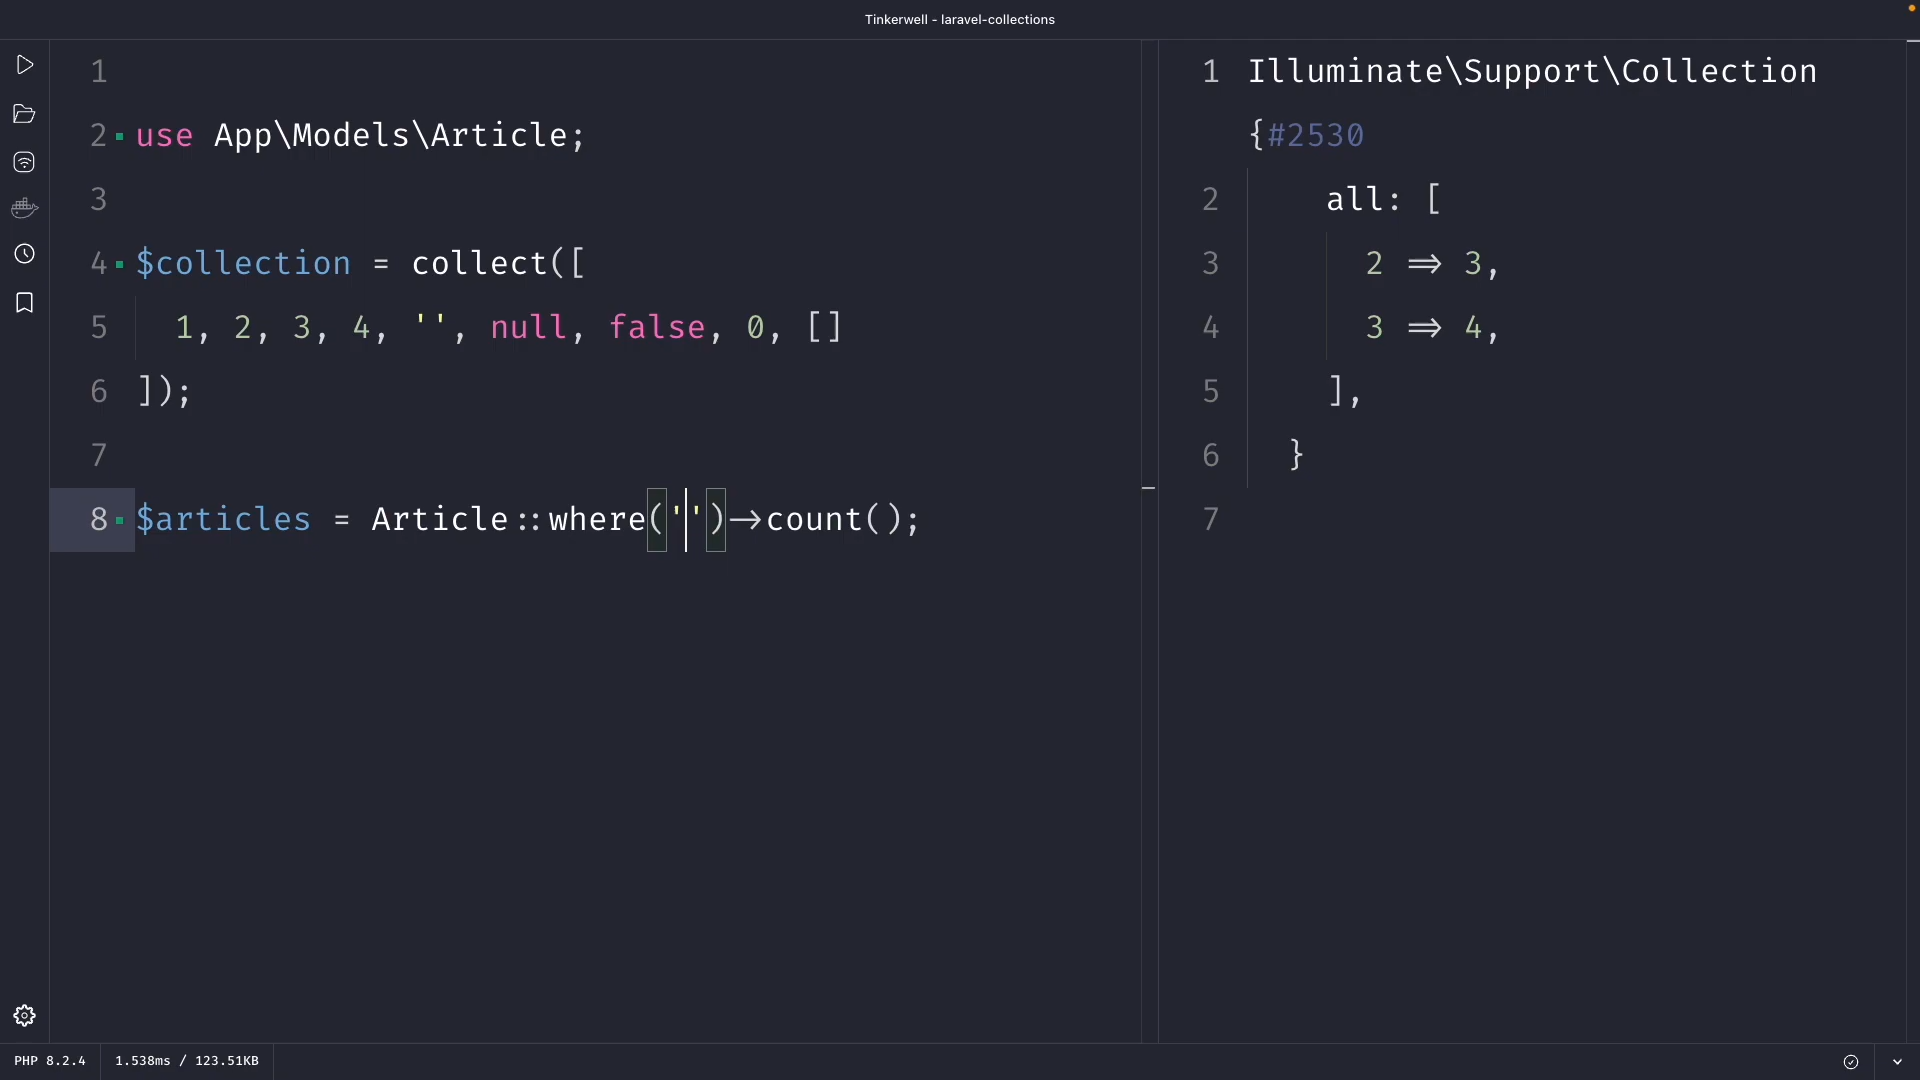 Tinkerwell - laravel-collections
1
2 use App\Models\Article;
3
4 $collection = collect([
5 1, 2, 3, 4, '', null, false, 0, []
6 ]);
7
8 $articles = Article::where('')->count();
1 Illuminate\Support\Collection
{#2530
2 all: [
3 2 => 3,
4 3 => 4,
5 ],
6 }
7
PHP 8.2.4
1.538ms / 123.51KB